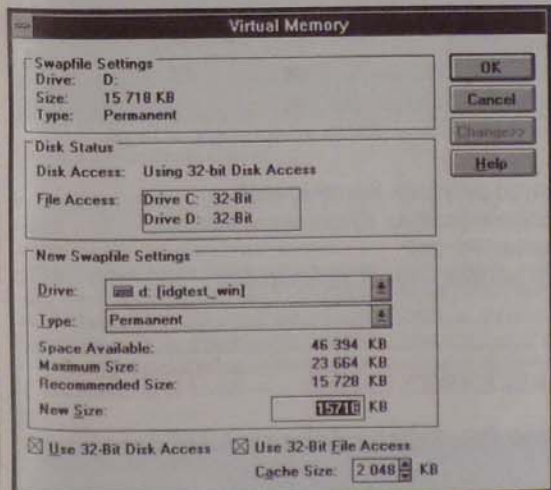 Virtual Memory
Swapfile Settings
Drive: D:
Size: 15 718 KB
Type: Permanent
OK
Cancel
Change>>
Help
Disk Status
Disk Access: Using 32-bit Disk Access
File Access: Drive C: 32-Bit
Drive D: 32-Bit
New Swapfile Settings
Drive: d: [idgtest_win]
Type: Permanent
Space Available: 46 394 KB
Maximum Size: 23 664 KB
Recommended Size: 15 728 KB
New Size: 15718 KB
Use 32-Bit Disk Access Use 32-Bit File Access
Cache Size: 2 048 KB